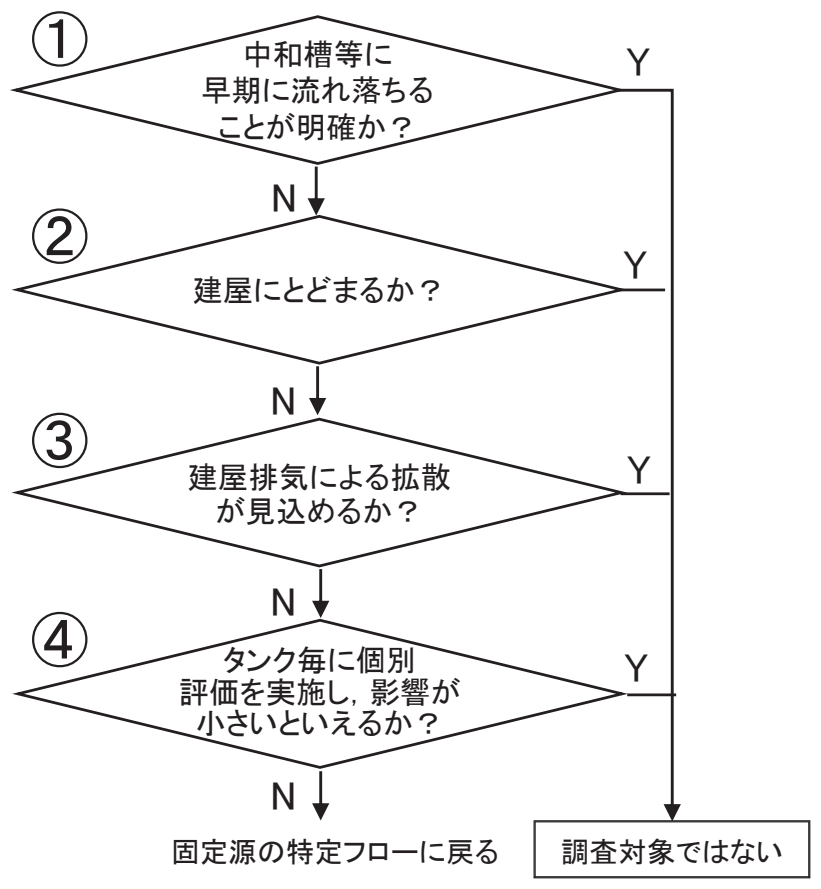 ①
中和槽等に
早期に流れ落ちる
ことが明確か？
Y
N
②
建屋にとどまるか？
Y
N
③
建屋排気による拡散
が見込めるか？
Y
N
④
タンク毎に個別
評価を実施し，影響が
小さいといえるか？
Y
N
固定源の特定フローに戻る
調査対象ではない